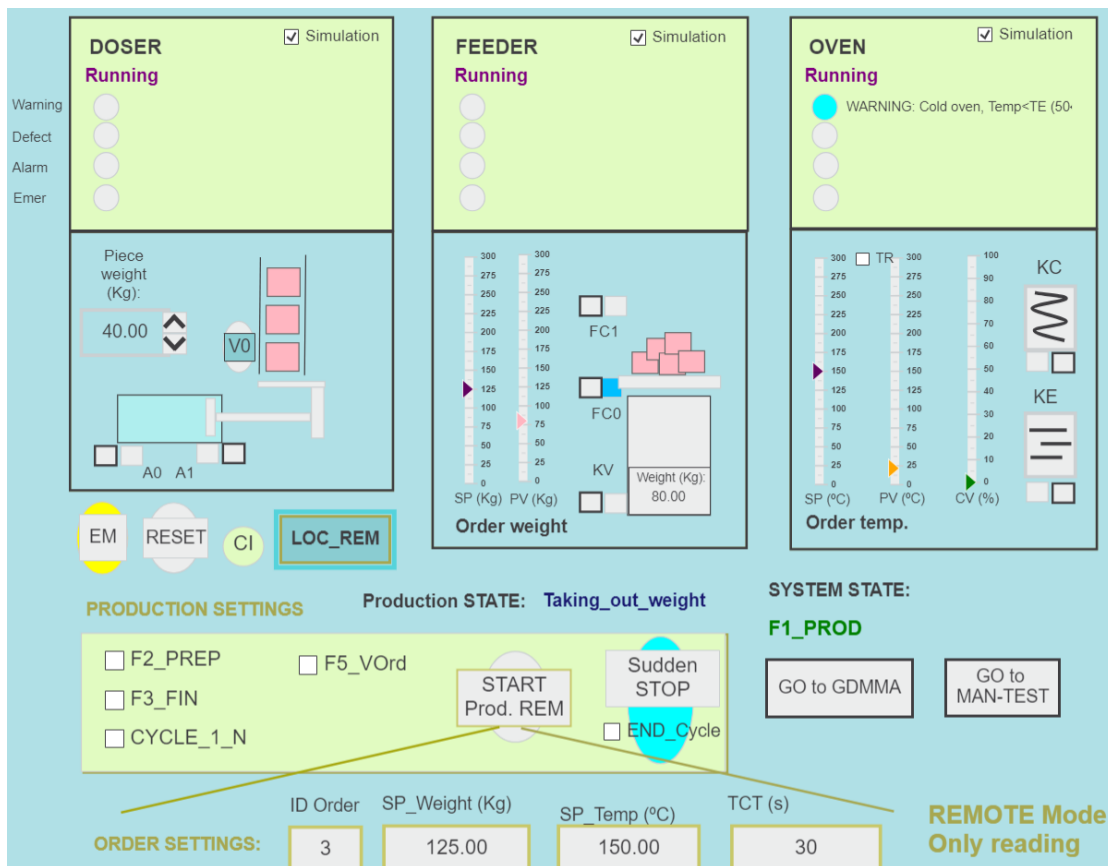 DOSER
Simulation
Running
Warning
Defect
Alarm
Emer
FEEDER
Simulation
Running
OVEN
Simulation
Running
WARNING: Cold oven, Temp<TE (50
Piece
weight
(Kg):
40.00
V0
A0 A1
300
275
250
225
200
175
150
125
100
75
50
25
0
SP (Kg)
300
275
250
225
200
175
150
125
100
75
50
25
0
PV (Kg)
Order weight
FC1
FC0
KV
Weight (Kg):
80.00
300
275
250
225
200
175
150
125
100
75
50
25
0
SP (ºC)
TR
300
275
250
225
200
175
150
125
100
75
50
25
0
PV (ºC)
100
90
80
70
60
50
40
30
20
10
0
CV (%)
Order temp.
KC
KE
EM
RESET
CI
LOC_REM
PRODUCTION SETTINGS
Production STATE: Taking_out_weight
SYSTEM STATE:
F1_PROD
F2_PREP
F3_FIN
CYCLE_1_N
F5_VOrd
START
Prod. REM
Sudden
STOP
END_Cycle
GO to GDMMA
GO to
MAN-TEST
ORDER SETTINGS:
ID Order
3
SP_Weight (Kg)
125.00
SP_Temp (ºC)
150.00
TCT (s)
30
REMOTE Mode
Only reading